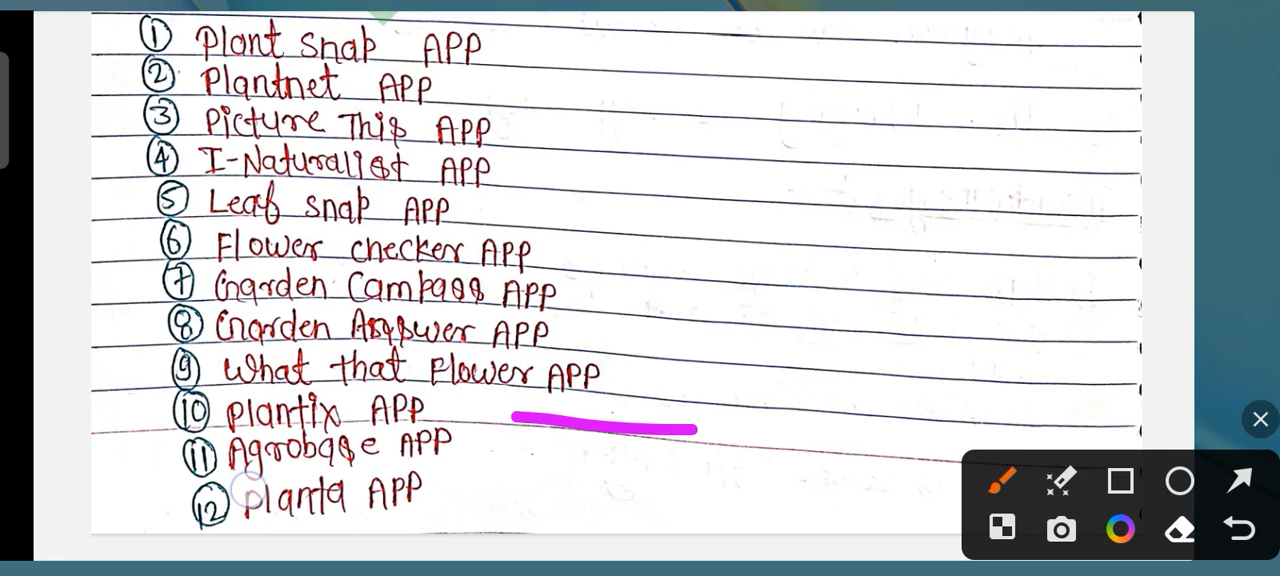 ① Plant snap APP
② Plantnet APP
③ Picture This APP
④ I-Naturalist APP
⑤ Leaf snap APP
⑥ Flower checker APP
⑦ Garden Campass APP
⑧ Garden Answer APP
⑨ What that Flower APP
⑩ Plantix APP
⑪ Agrobase APP
⑫ Planta APP